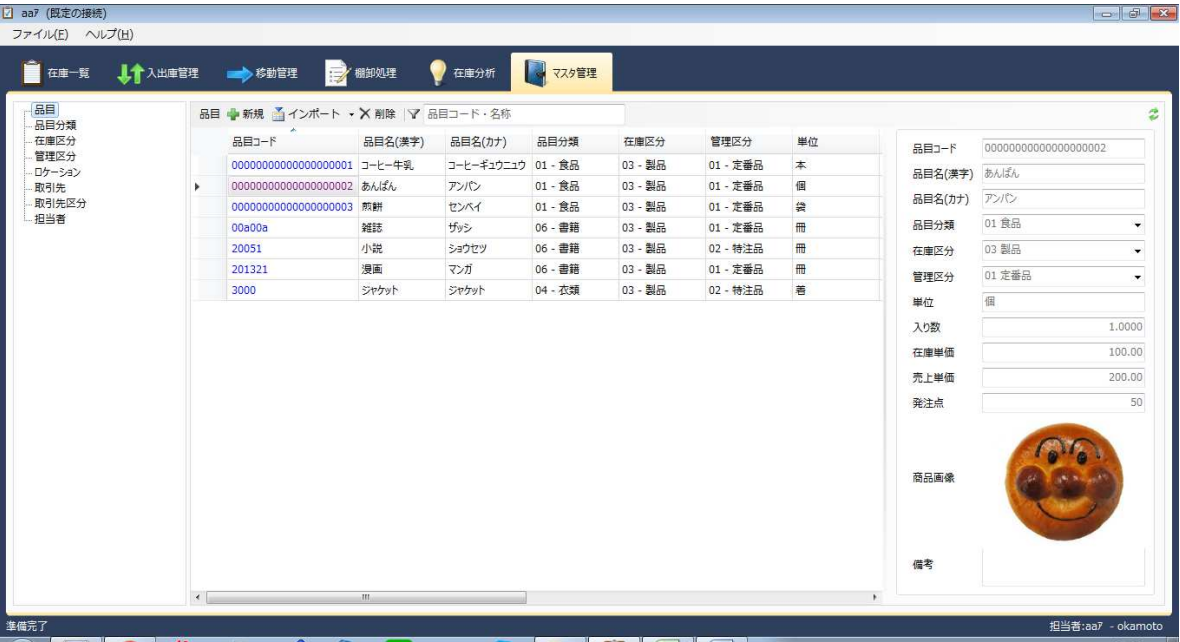 aa7 (既定の接続)
ファイル(F) ヘルプ(H)
在庫一覧 入出庫管理 移動管理 棚卸処理 在庫分析 マスタ管理
品目
品目分類
在庫区分
管理区分
ロケーション
取引先
取引先区分
担当者
品目 新規 インポート 削除 品目コード・名称
品目コード 品目名(漢字) 品目名(カナ) 品目分類 在庫区分 管理区分 単位
00000000000000000001 コーヒー牛乳 コーヒーギュウニュウ 01 - 食品 03 - 製品 01 - 定番品 本
00000000000000000002 あんぱん アンパン 01 - 食品 03 - 製品 01 - 定番品 個
00000000000000000003 煎餅 センベイ 01 - 食品 03 - 製品 01 - 定番品 袋
00a00a 雑誌 ザッシ 06 - 書籍 03 - 製品 01 - 定番品 冊
20051 小説 ショウセツ 06 - 書籍 03 - 製品 02 - 特注品 冊
201321 漫画 マンガ 06 - 書籍 03 - 製品 01 - 定番品 冊
3000 ジャケット ジャケット 04 - 衣類 03 - 製品 02 - 特注品 着
品目コード 00000000000000000002
品目名(漢字) あんぱん
品目名(カナ) アンパン
品目分類 01 食品
在庫区分 03 製品
管理区分 01 定番品
単位 個
入り数 1.0000
在庫単価 100.00
売上単価 200.00
発注点 50
商品画像
備考
準備完了 担当者:aa7 - okamoto